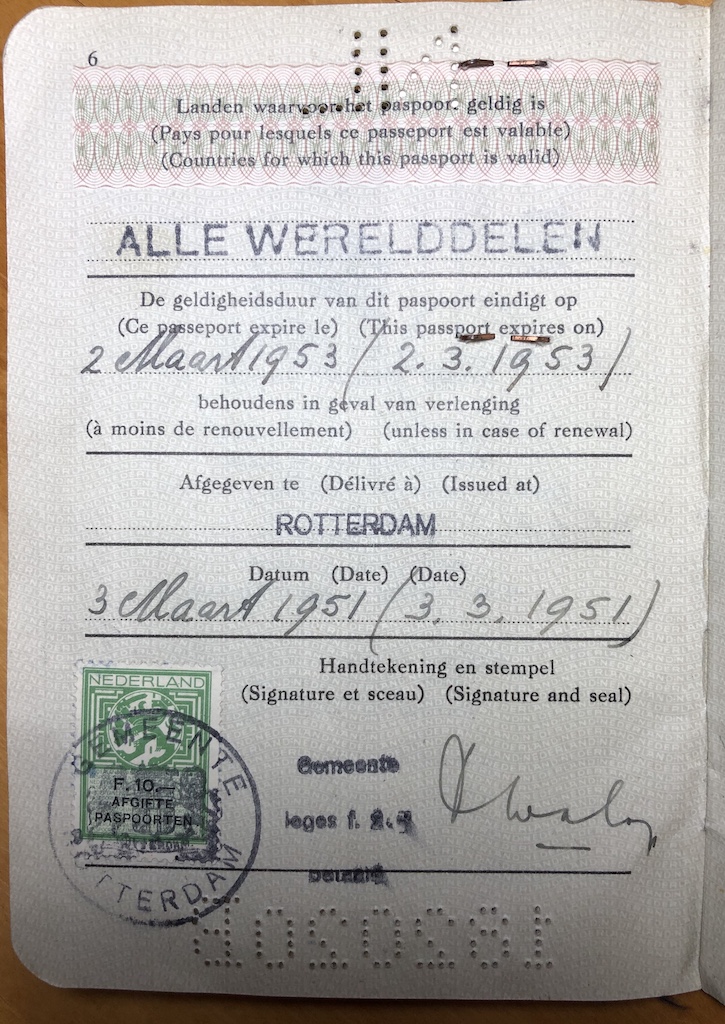 6
Landen waarvoor het paspoort geldig is
(Pays pour lesquels ce passeport est valable)
(Countries for which this passport is valid)
ALLE WERELDDELEN
De geldigheidsduur van dit paspoort eindigt op
(Ce passeport expire le) (This passport expires on)
2 Maart 1953 (2.3.1953)
behoudens in geval van verlenging
(à moins de renouvellement) (unless in case of renewal)
Afgegeven te (Délivré à) (Issued at)
ROTTERDAM
Datum (Date) (Date)
3 Maart 1951 (3.3.1951)
Handtekening en stempel
(Signature et sceau) (Signature and seal)
NEDERLAND
F. 10.—
AFGIFTE
PASPOORTEN
GEMEENTE
ROTTERDAM
Gemeente
leges f.
betaald